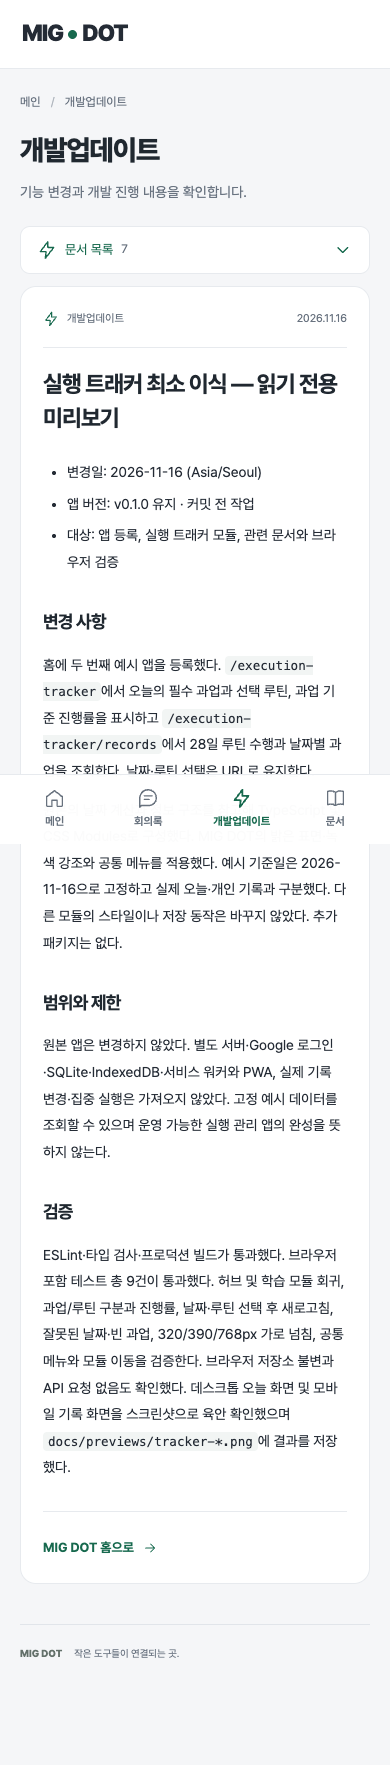 MIG DOT
메인 / 개발업데이트
개발업데이트
기능 변경과 개발 진행 내용을 확인합니다.
문서 목록 7
개발업데이트 2026.11.16
실행 트래커 최소 이식 — 읽기 전용
미리보기
• 변경일: 2026-11-16 (Asia/Seoul)
• 앱 버전: v0.1.0 유지 · 커밋 전 작업
• 대상: 앱 등록, 실행 트래커 모듈, 관련 문서와 브라
우저 검증
변경 사항
홈에 두 번째 예시 앱을 등록했다. /execution-
tracker 에서 오늘의 필수 과업과 선택 루틴, 과업 기
준 진행률을 표시하고 /execution-
tracker/records 에서 28일 루틴 수행과 날짜별 과
업을 조회한다. 날짜·루틴 선택은 URL로 유지한다.
메인 회의록 개발업데이트 문서
색 강조와 공통 메뉴를 적용했다. 예시 기준일은 2026-
11-16으로 고정하고 실제 오늘·개인 기록과 구분했다. 다
른 모듈의 스타일이나 저장 동작은 바꾸지 않았다. 추가
패키지는 없다.
범위와 제한
원본 앱은 변경하지 않았다. 별도 서버·Google 로그인
·SQLite·IndexedDB·서비스 워커와 PWA, 실제 기록
변경·집중 실행은 가져오지 않았다. 고정 예시 데이터를
조회할 수 있으며 운영 가능한 실행 관리 앱의 완성을 뜻
하지 않는다.
검증
ESLint·타입 검사·프로덕션 빌드가 통과했다. 브라우저
포함 테스트 총 9건이 통과했다. 허브 및 학습 모듈 회귀,
과업/루틴 구분과 진행률, 날짜·루틴 선택 후 새로고침,
잘못된 날짜·빈 과업, 320/390/768px 가로 넘침, 공통
메뉴와 모듈 이동을 검증한다. 브라우저 저장소 불변과
API 요청 없음도 확인했다. 데스크톱 오늘 화면 및 모바
일 기록 화면을 스크린샷으로 육안 확인했으며
docs/previews/tracker-*.png 에 결과를 저장
했다.
MIG DOT 홈으로 →
MIG DOT 작은 도구들이 연결되는 곳.